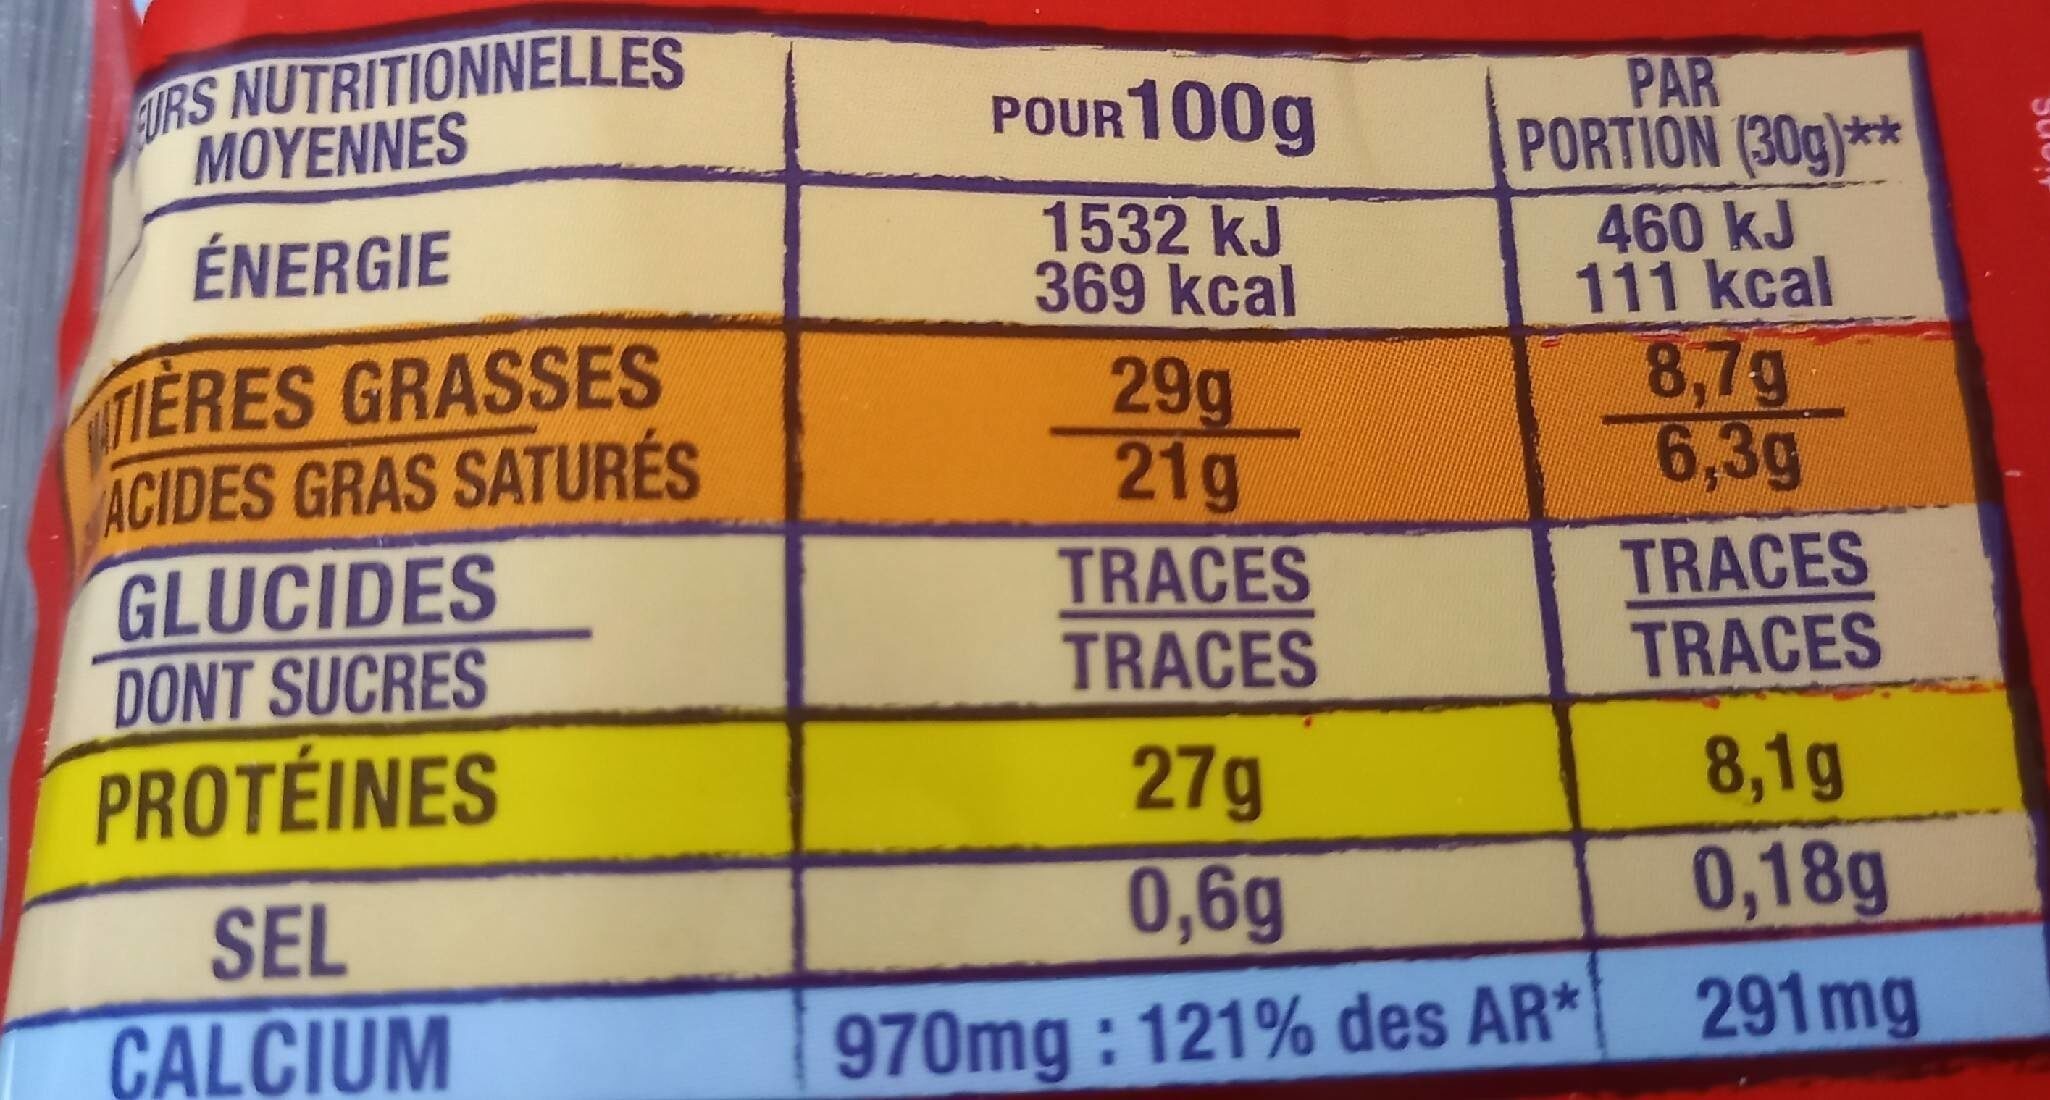 NUTRITIONNELLES
MOYENNES
POUR 100g
PAR
PORTION (30g)**
ÉNERGIE
1532 kJ
369 kcal
460 kJ
111 kcal
MATIÈRES GRASSES
29g
8,7g
ACIDES GRAS SATURÉS
21g
6,3g
GLUCIDES
TRACES
TRACES
DONT SUCRES
TRACES
TRACES
PROTÉINES
27g
8,1g
SEL
0,6g
0,18g
CALCIUM
970mg : 121% des AR*
291mg